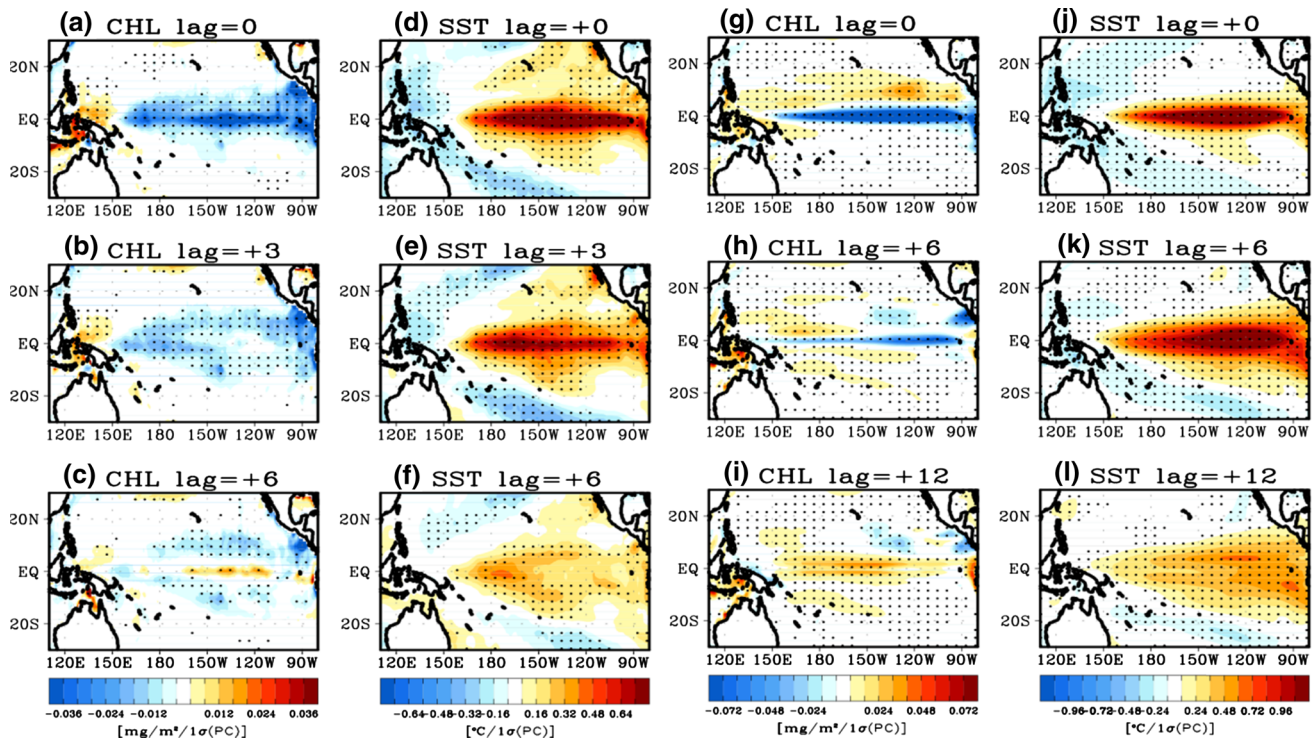 (a) CHL lag=0
(d) SST lag=+0
(g) CHL lag=0
(j) SST lag=+0
20N
EQ
20S
120E 150E 180 150W 120W 90W
20N
EQ
20S
120E 150E 180 150W 120W 90W
20N
EQ
20S
120E 150E 180 150W 120W 90W
20N
EQ
20S
120E 150E 180 150W 120W 90W
(b) CHL lag=+3
(e) SST lag=+3
(h) CHL lag=+6
(k) SST lag=+6
20N
EQ
20S
120E 150E 180 150W 120W 90W
20N
EQ
20S
120E 150E 180 150W 120W 90W
20N
EQ
20S
120E 150E 180 150W 120W 90W
20N
EQ
20S
120E 150E 180 150W 120W 90W
(c) CHL lag=+6
(f) SST lag=+6
(i) CHL lag=+12
(l) SST lag=+12
20N
EQ
20S
120E 150E 180 150W 120W 90W
20N
EQ
20S
120E 150E 180 150W 120W 90W
20N
EQ
20S
120E 150E 180 150W 120W 90W
20N
EQ
20S
120E 150E 180 150W 120W 90W
-0.036 -0.024 -0.012 0.012 0.024 0.036
[mg/m²/1σ(PC)]
-0.64-0.48-0.32-0.16 0.16 0.32 0.48 0.64
[°C/1σ(PC)]
-0.072 -0.048 -0.024 0.024 0.048 0.072
[mg/m²/1σ(PC)]
-0.96-0.72-0.48-0.24 0.24 0.48 0.72 0.96
[°C/1σ(PC)]